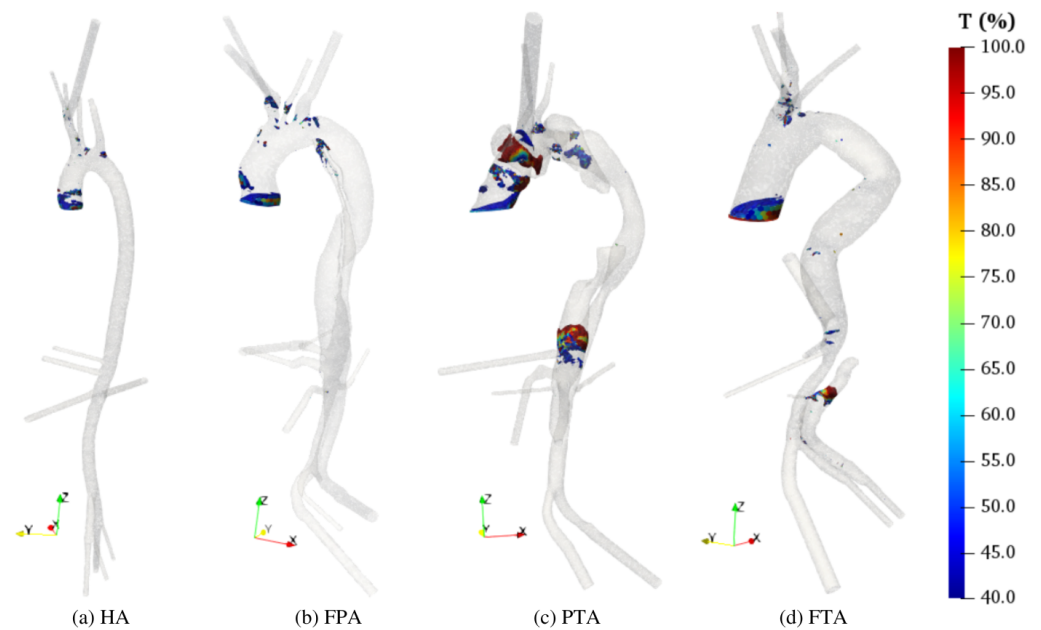 T (%)
100.0
95.0
90.0
85.0
80.0
75.0
70.0
65.0
60.0
55.0
50.0
45.0
40.0
Z
Y
X
Z
Y
X
Z
Y
X
Z
Y
X
(a) HA
(b) FPA
(c) PTA
(d) FTA